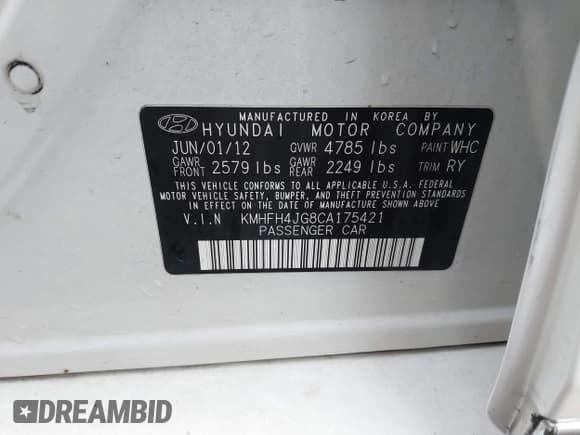 MANUFACTURED IN KOREA BY
HYUNDAI MOTOR COMPANY
JUN/01/12 GVWR 4785 lbs PAINT WHC
GAWR FRONT 2579 lbs GAWR REAR 2249 lbs TRIM RY
THIS VEHICLE CONFORMS TO ALL APPLICABLE U.S.A. FEDERAL
MOTOR VEHICLE SAFETY, BUMPER, AND THEFT PREVENTION STANDARDS
IN EFFECT ON THE DATE OF MANUFACTURE SHOWN ABOVE.
V.I.N KMHFH4JG8CA175421
PASSENGER CAR
DREAMBID